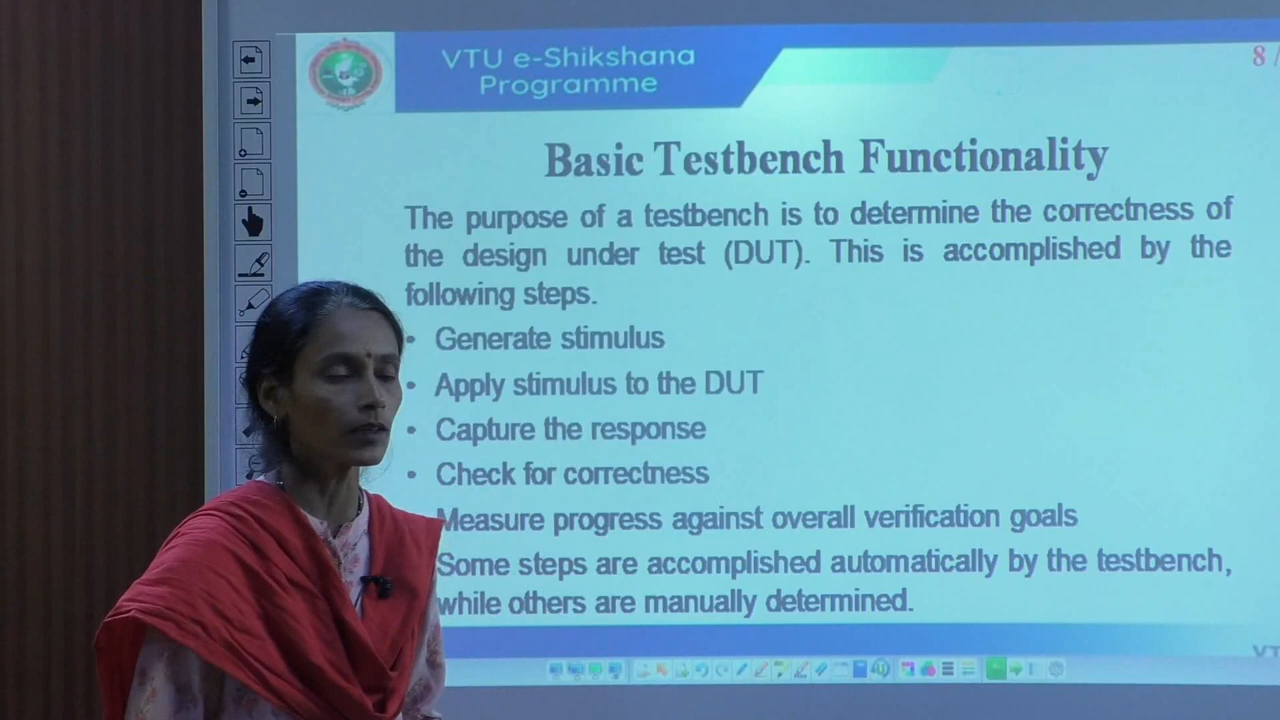 VTU e-Shikshana
Programme
8 /
Basic Testbench Functionality
The purpose of a testbench is to determine the correctness of
the design under test (DUT). This is accomplished by the
following steps.
• Generate stimulus
• Apply stimulus to the DUT
• Capture the response
• Check for correctness
Measure progress against overall verification goals
Some steps are accomplished automatically by the testbench,
while others are manually determined.
VT